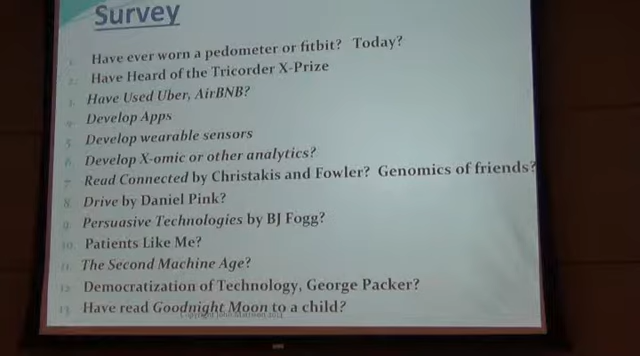 Survey
1. Have ever worn a pedometer or fitbit? Today?
2. Have Heard of the Tricorder X-Prize
3. Have Used Uber, AirBNB?
4. Develop Apps
5. Develop wearable sensors
6. Develop X-omic or other analytics?
7. Read Connected by Christakis and Fowler? Genomics of friends?
8. Drive by Daniel Pink?
9. Persuasive Technologies by BJ Fogg?
10. Patients Like Me?
11. The Second Machine Age?
12. Democratization of Technology, George Packer?
13. Have read Goodnight Moon to a child?
Copyright John Mattison 2014